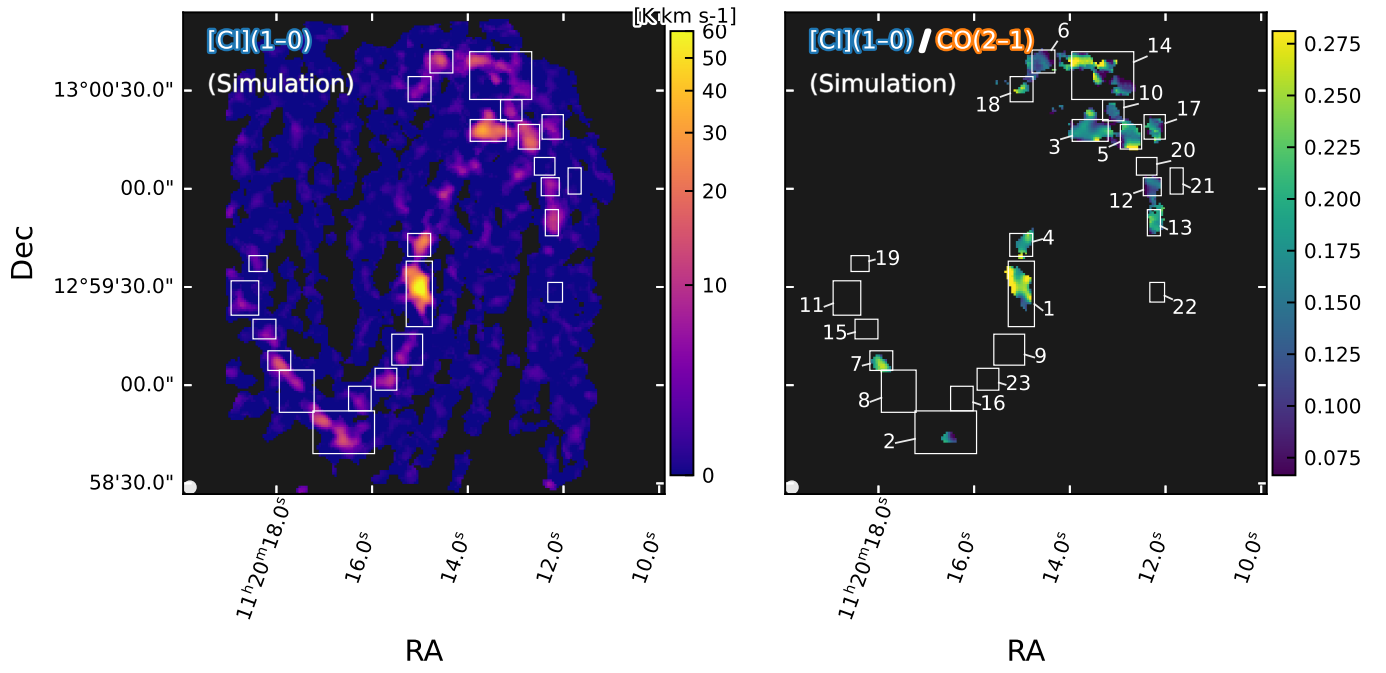 [CI](1–0)
(Simulation)
[K km s-1]
60
50
40
30
20
10
0
Dec
13°00'30.0"
00.0"
12°59'30.0"
00.0"
58'30.0"
11ʰ20ᵐ18.0ˢ
16.0ˢ
14.0ˢ
12.0ˢ
10.0ˢ
RA
[CI](1–0) / CO(2–1)
(Simulation)
6
14
18
10
17
3
5
20
12
21
13
4
19
11
1
22
15
7
9
23
8
16
2
0.275
0.250
0.225
0.200
0.175
0.150
0.125
0.100
0.075
11ʰ20ᵐ18.0ˢ
16.0ˢ
14.0ˢ
12.0ˢ
10.0ˢ
RA